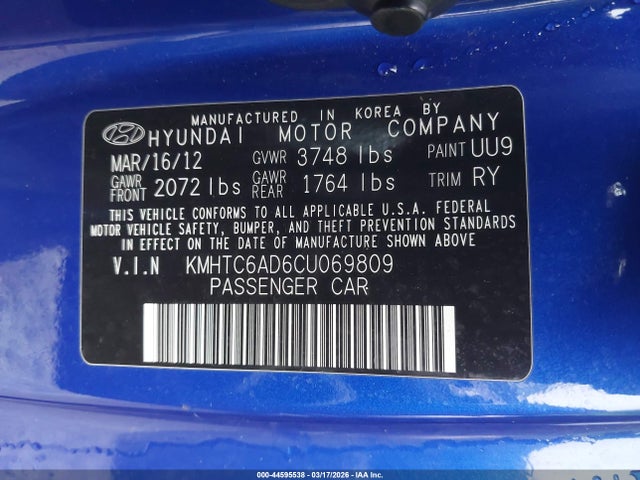 MANUFACTURED IN KOREA BY
HYUNDAI MOTOR COMPANY
MAR/16/12 GVWR 3748 lbs PAINT UU9
GAWR FRONT 2072 lbs GAWR REAR 1764 lbs TRIM RY
THIS VEHICLE CONFORMS TO ALL APPLICABLE U.S.A. FEDERAL
MOTOR VEHICLE SAFETY, BUMPER, AND THEFT PREVENTION STANDARDS
IN EFFECT ON THE DATE OF MANUFACTURE SHOWN ABOVE
V.I.N KMHTC6AD6CU069809
PASSENGER CAR
000-44595538 - 03/17/2026 - IAA Inc.